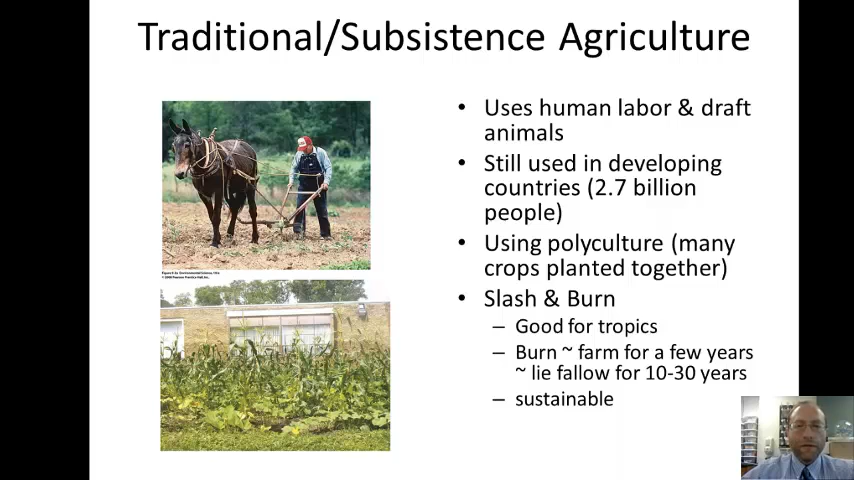 Traditional/Subsistence Agriculture
• Uses human labor & draft
animals
• Still used in developing
countries (2.7 billion
people)
• Using polyculture (many
crops planted together)
• Slash & Burn
– Good for tropics
– Burn ~ farm for a few years
~ lie fallow for 10-30 years
– sustainable